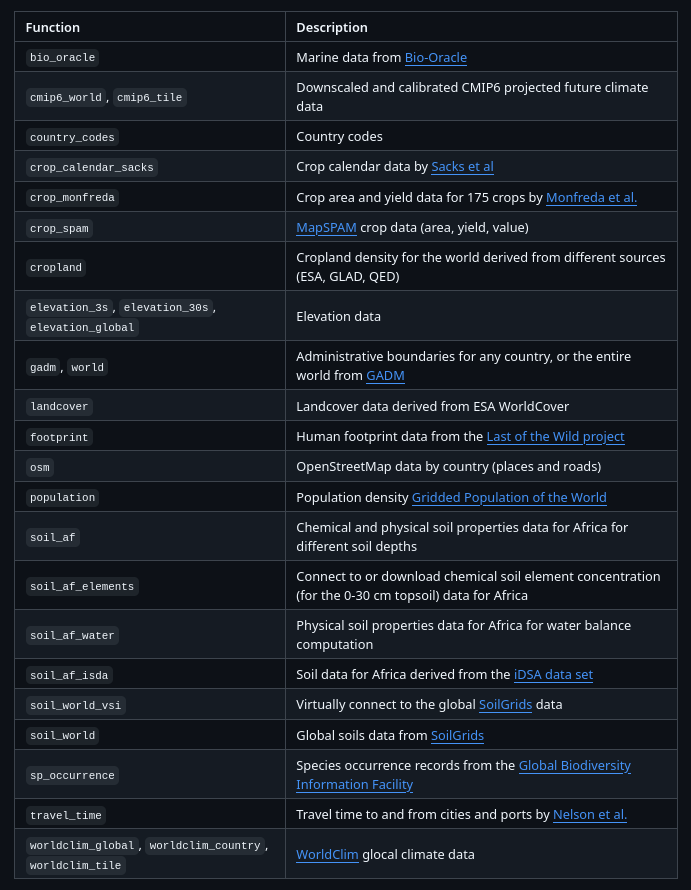 Function Description
bio_oracle Marine data from Bio-Oracle
cmip6_world, cmip6_tile Downscaled and calibrated CMIP6 projected future climate
data
country_codes Country codes
crop_calendar_sacks Crop calendar data by Sacks et al
crop_monfreda Crop area and yield data for 175 crops by Monfreda et al.
crop_spam MapSPAM crop data (area, yield, value)
cropland Cropland density for the world derived from different sources
(ESA, GLAD, QED)
elevation_3s, elevation_30s,
elevation_global Elevation data
gadm, world Administrative boundaries for any country, or the entire
world from GADM
landcover Landcover data derived from ESA WorldCover
footprint Human footprint data from the Last of the Wild project
osm OpenStreetMap data by country (places and roads)
population Population density Gridded Population of the World
soil_af Chemical and physical soil properties data for Africa for
different soil depths
soil_af_elements Connect to or download chemical soil element concentration
(for the 0-30 cm topsoil) data for Africa
soil_af_water Physical soil properties data for Africa for water balance
computation
soil_af_isda Soil data for Africa derived from the iDSA data set
soil_world_vsi Virtually connect to the global SoilGrids data
soil_world Global soils data from SoilGrids
sp_occurrence Species occurrence records from the Global Biodiversity
Information Facility
travel_time Travel time to and from cities and ports by Nelson et al.
worldclim_global, worldclim_country,
worldclim_tile WorldClim glocal climate data